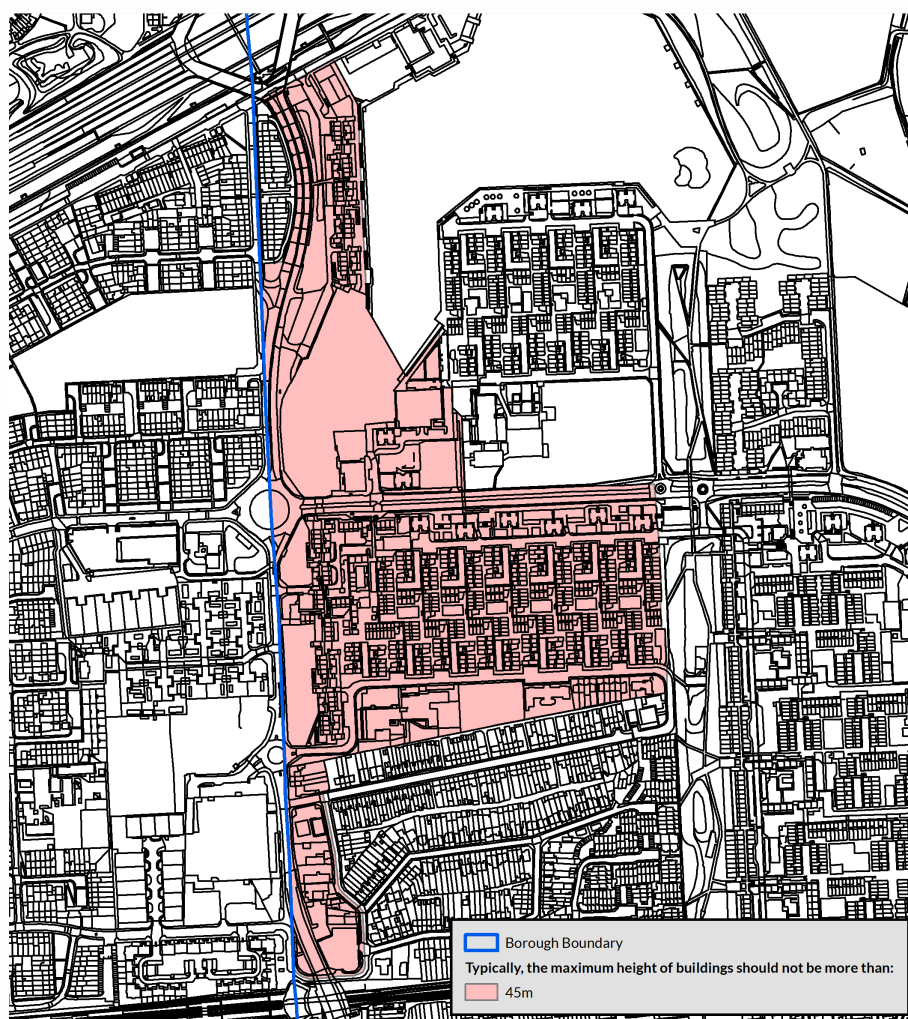 Borough Boundary
Typically, the maximum height of buildings should not be more than:
45m